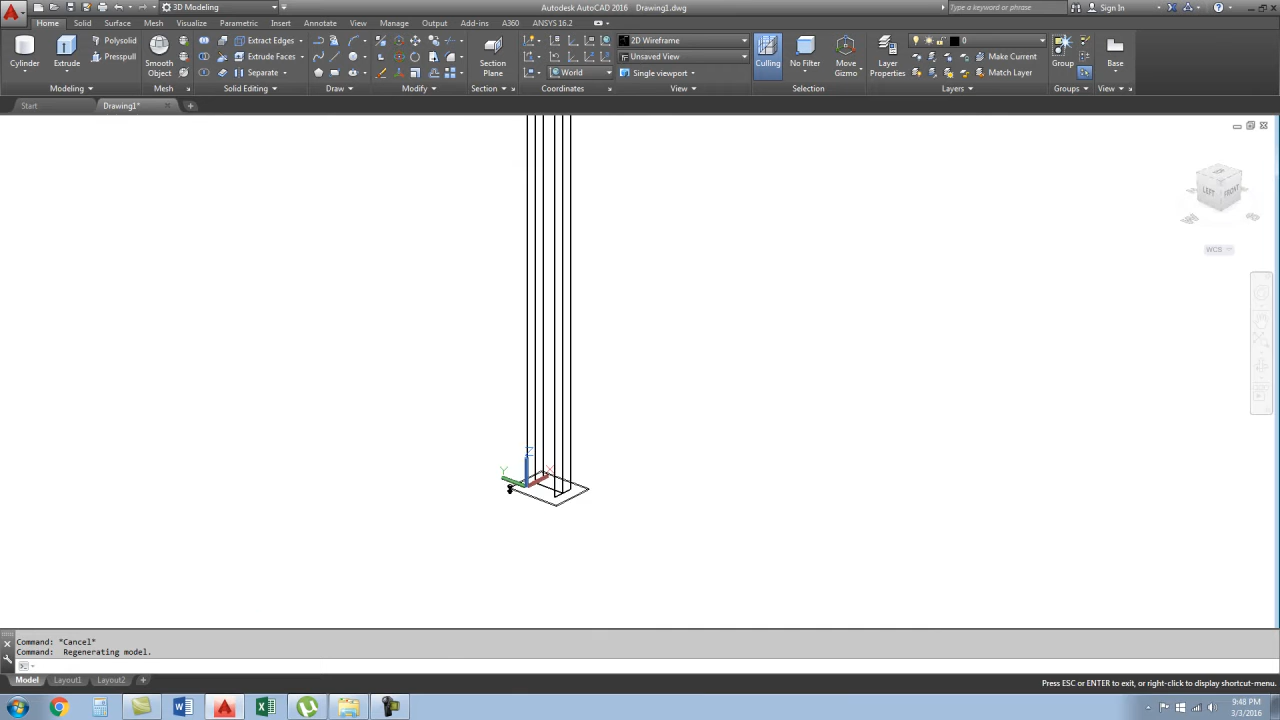 3D Modeling
Autodesk AutoCAD 2016 Drawing1.dwg
Type a keyword or phrase
Sign In
Home Solid Surface Mesh Visualize Parametric Insert Annotate View Manage Output Add-ins A360 ANSYS 16.2
Cylinder
Extrude
Polysolid
Presspull
Smooth Object
Extract Edges
Extrude Faces
Separate
Section Plane
World
2D Wireframe
Unsaved View
Single viewport
Culling
No Filter
Move Gizmo
Layer Properties
0
Make Current
Match Layer
Group
Base
Modeling Mesh Solid Editing Draw Modify Section Coordinates View Selection Layers Groups View
Start Drawing1*
TOP
LEFT FRONT
WCS
Z
Y X
Command: *Cancel*
Command: Regenerating model.
Model Layout1 Layout2
Press ESC or ENTER to exit, or right-click to display shortcut-menu.
9:48 PM
3/3/2016